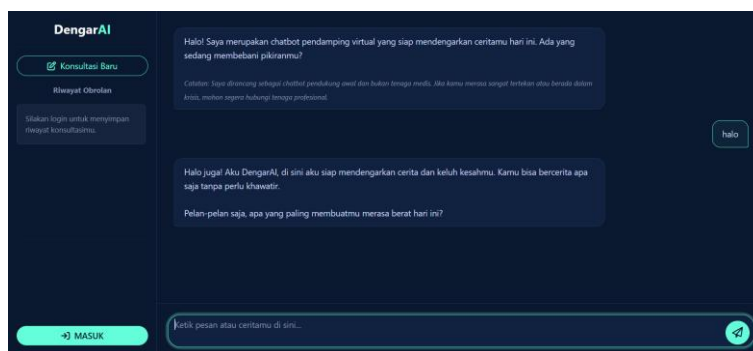 DengarAI
Konsultasi Baru
Riwayat Obrolan
Silakan login untuk menyimpan
riwayat konsultasimu.
MASUK
Halo! Saya merupakan chatbot pendamping virtual yang siap mendengarkan ceritamu hari ini. Ada yang
sedang membebani pikiranmu?
Catatan: Saya dirancang sebagai chatbot pendukung awal dan bukan tenaga medis. Jika kamu merasa sangat tertekan atau berada dalam
krisis, mohon segera hubungi tenaga profesional.
halo
Halo juga! Aku DengarAI, di sini aku siap mendengarkan cerita dan keluh kesahmu. Kamu bisa bercerita apa
saja tanpa perlu khawatir.
Pelan-pelan saja, apa yang paling membuatmu merasa berat hari ini?
Ketik pesan atau ceritamu di sini...